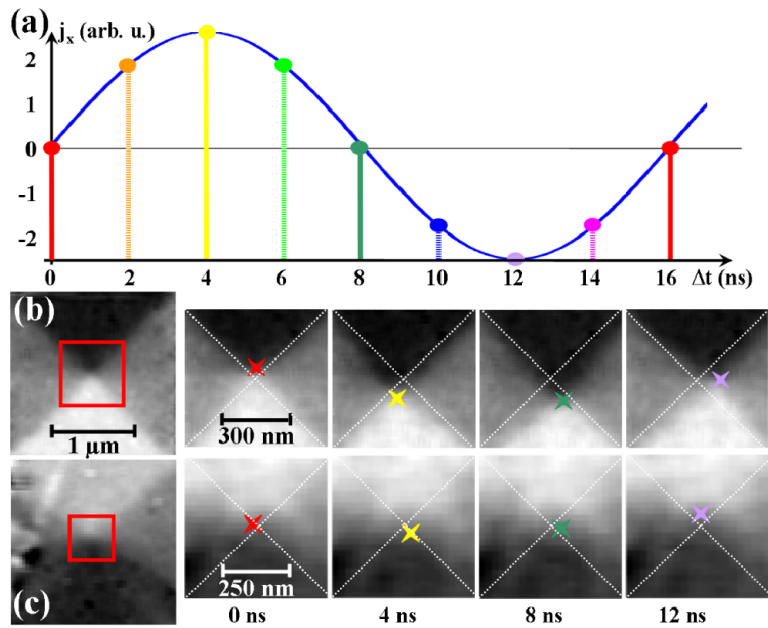 (a)
jx (arb. u.)
2
1
0
-1
-2
0 2 4 6 8 10 12 14 16 Δt (ns)
(b)
1 µm
300 nm
(c)
250 nm
0 ns 4 ns 8 ns 12 ns